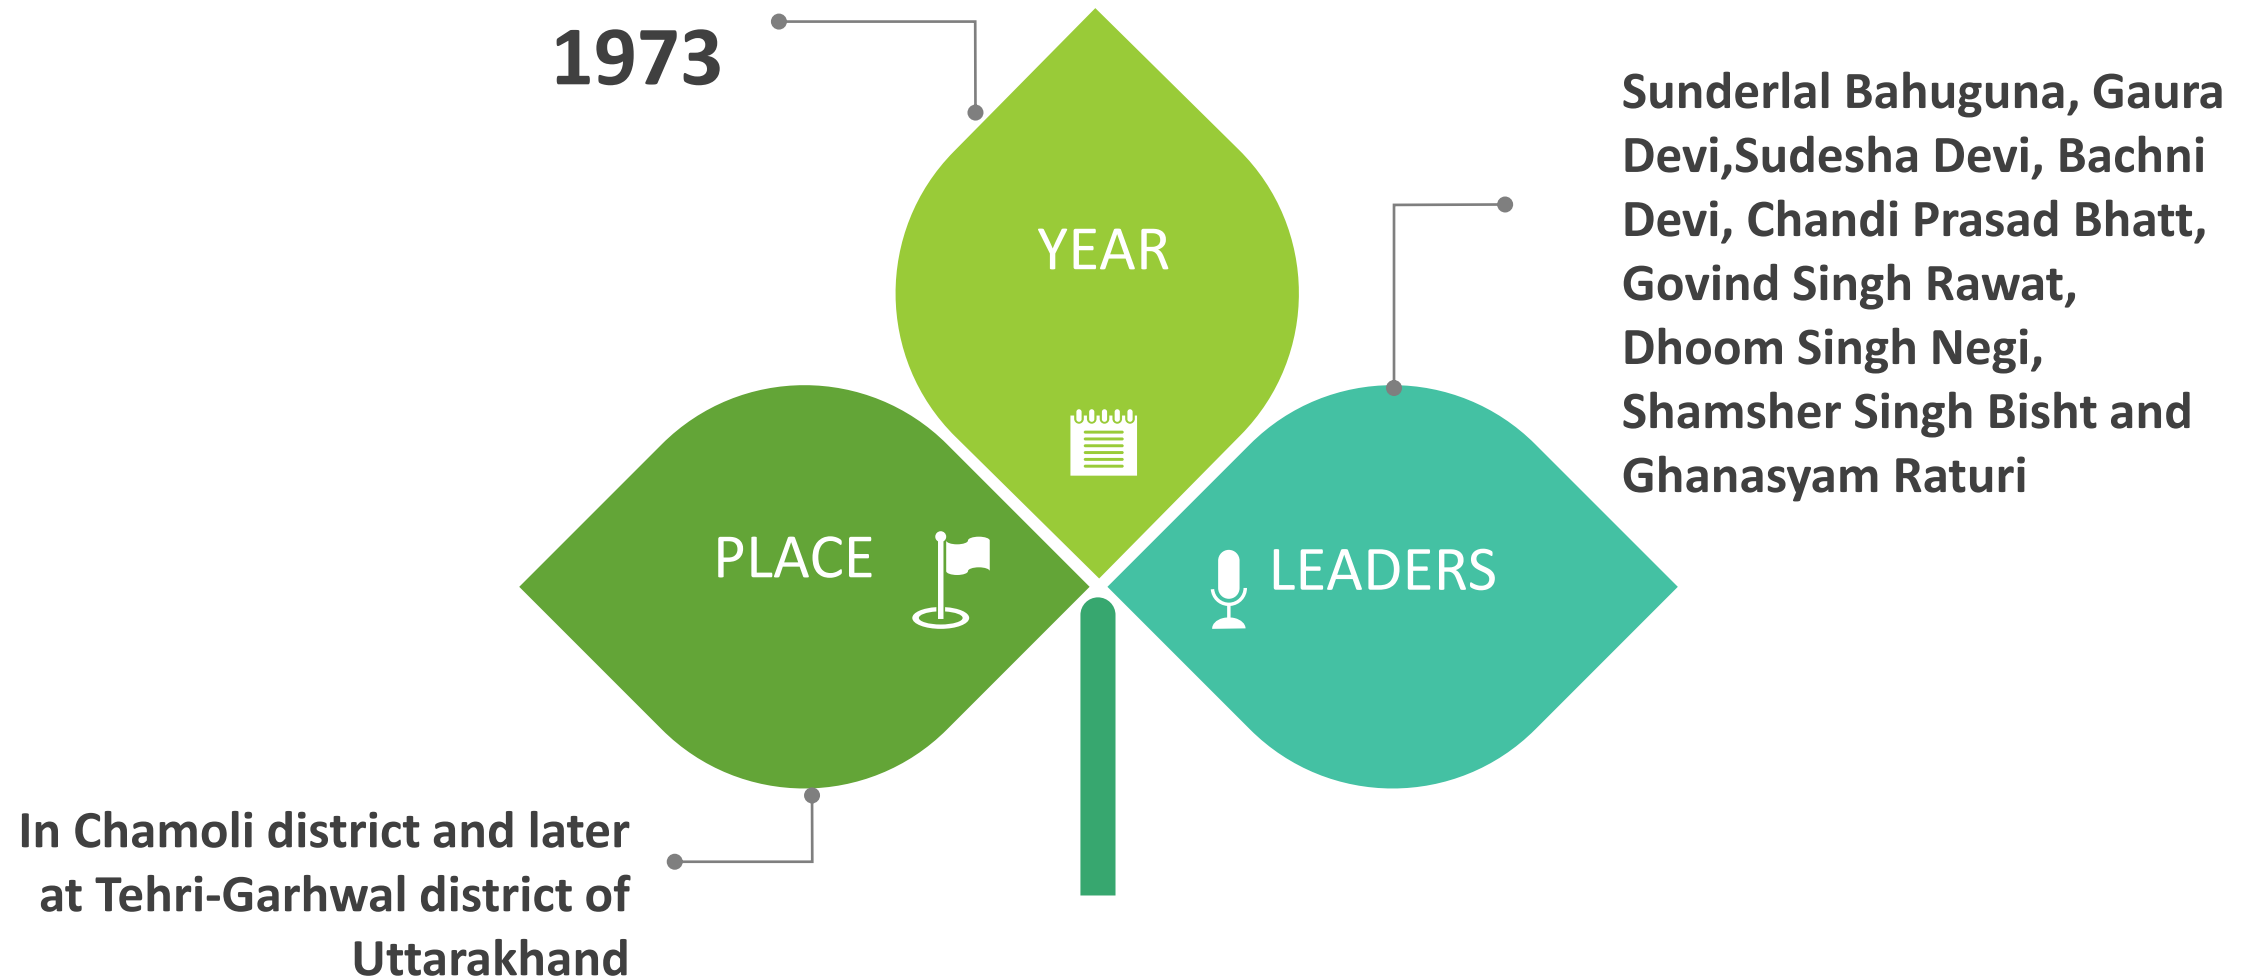 1973
YEAR
Sunderlal Bahuguna, Gaura
Devi,Sudesha Devi, Bachni
Devi, Chandi Prasad Bhatt,
Govind Singh Rawat,
Dhoom Singh Negi,
Shamsher Singh Bisht and
Ghanasyam Raturi
PLACE
LEADERS
In Chamoli district and later
at Tehri-Garhwal district of
Uttarakhand